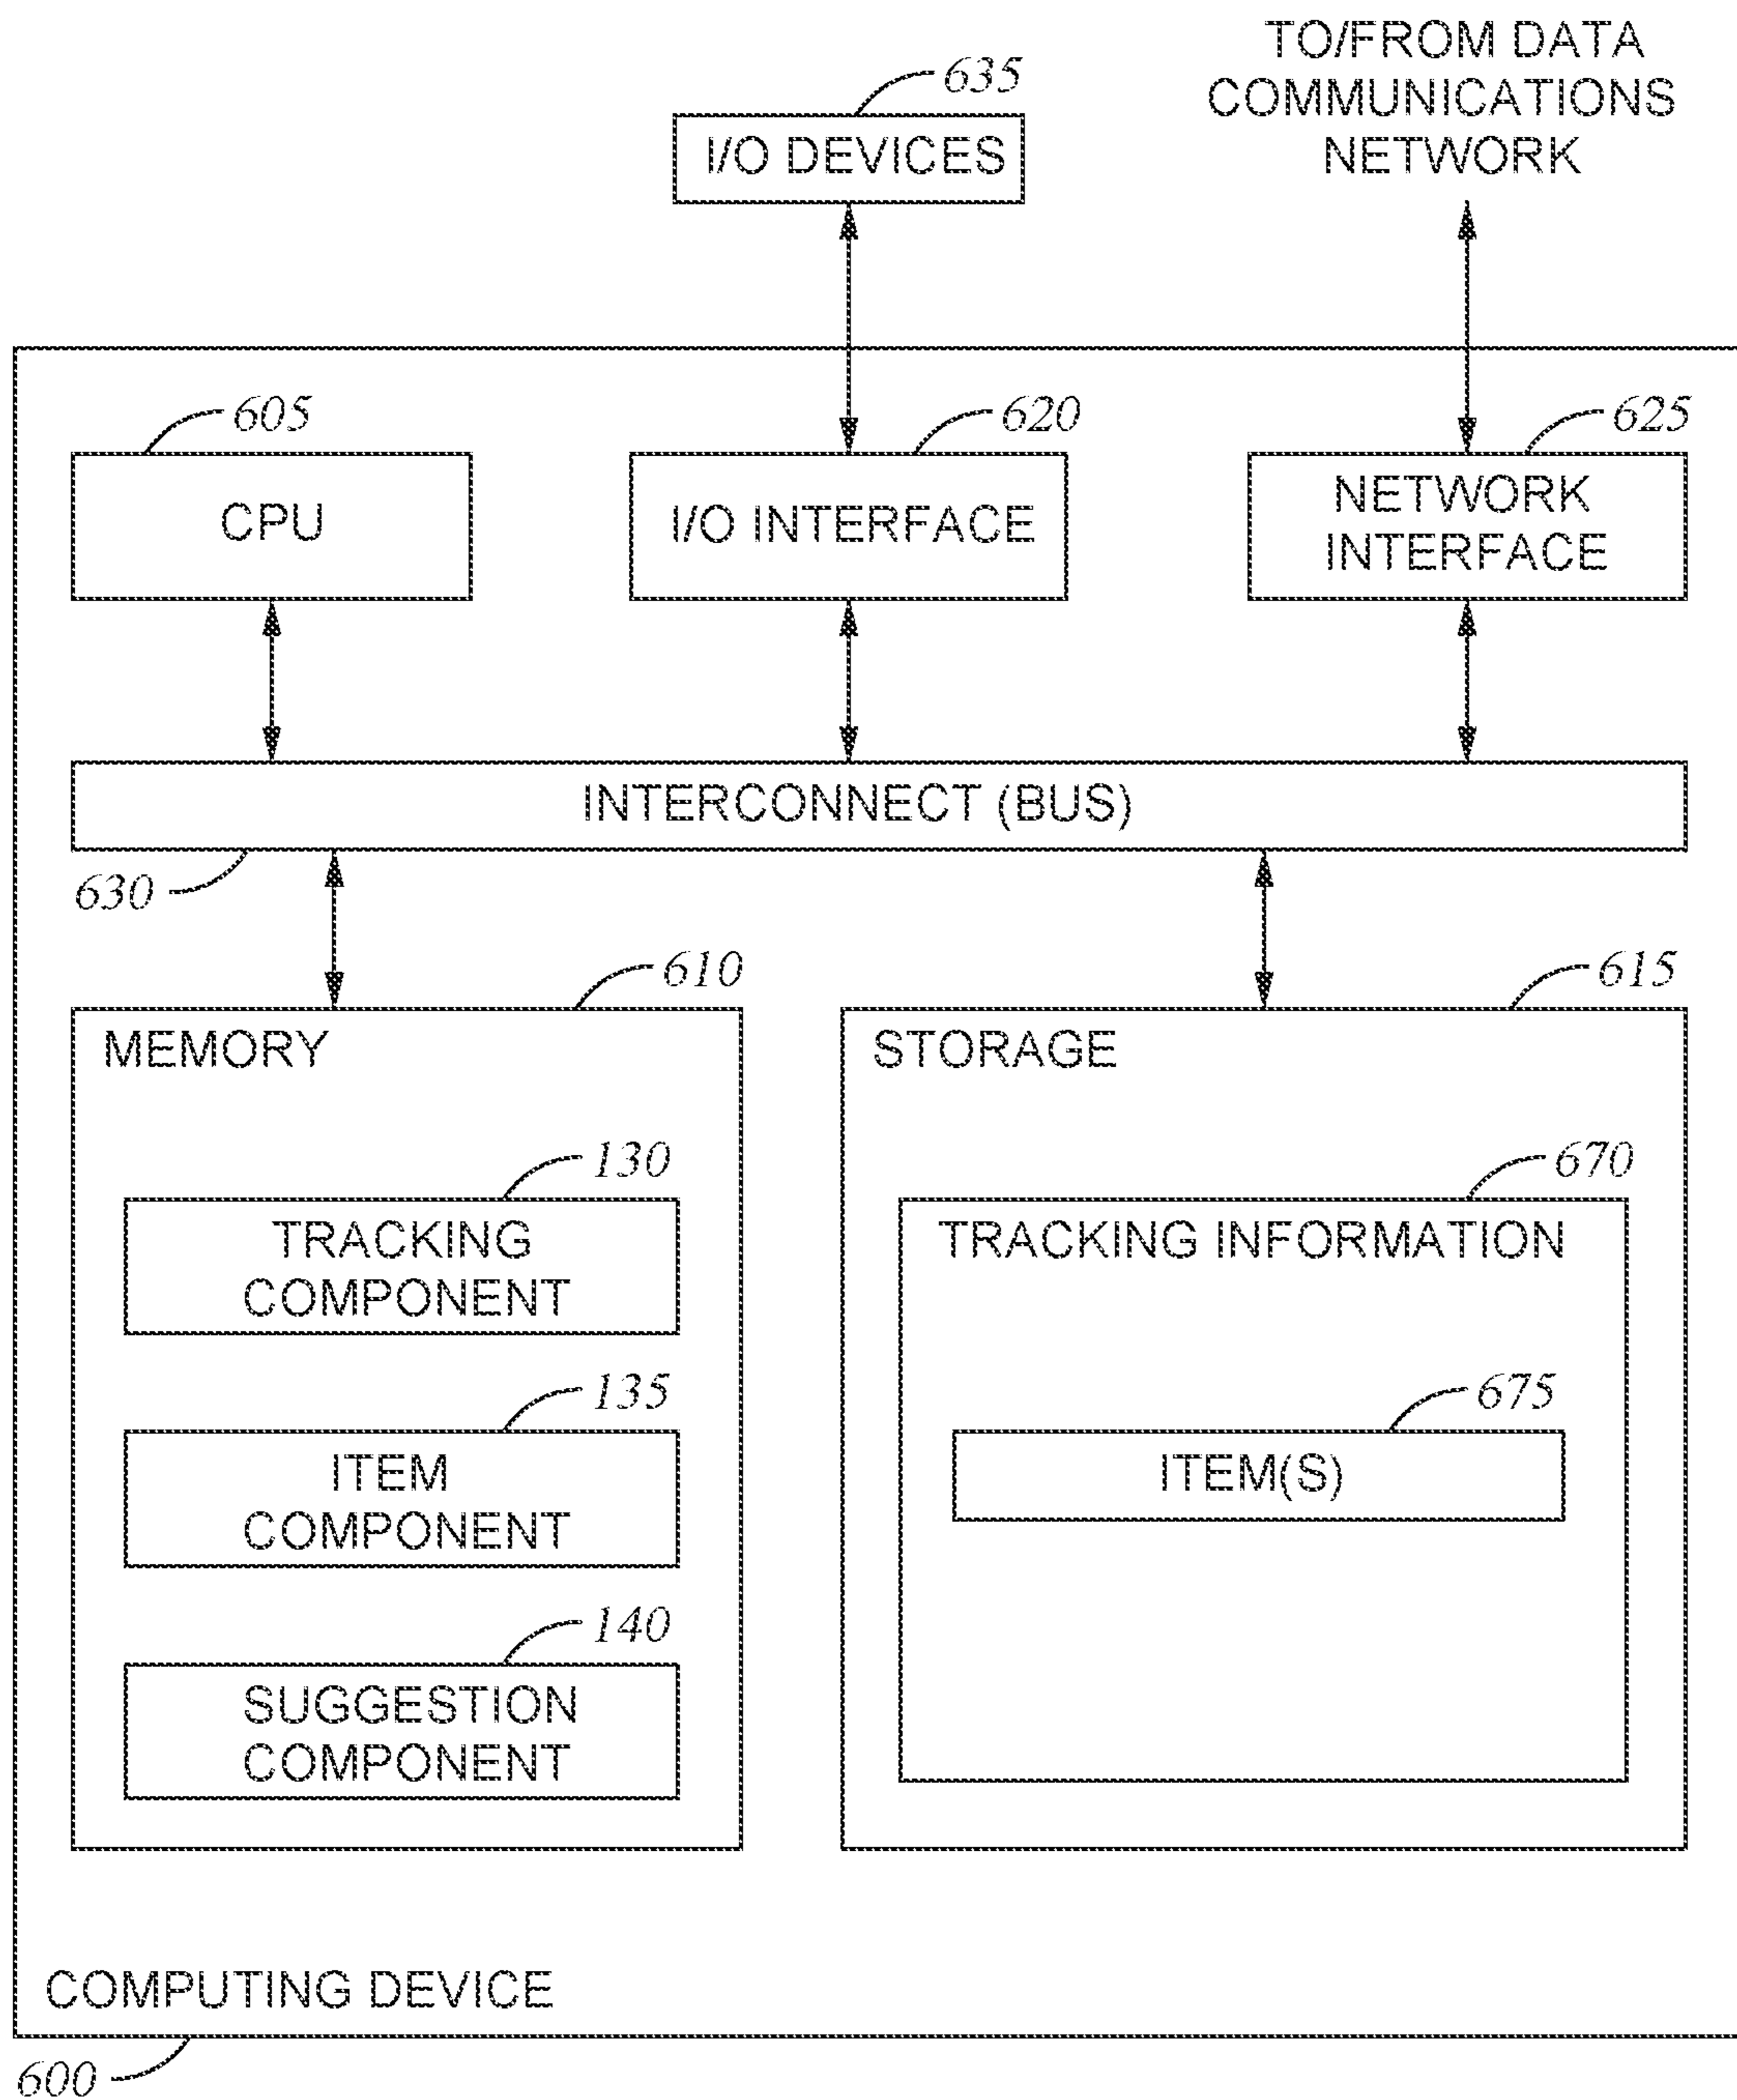 TO/FROM DATA
COMMUNICATIONS
NETWORK
635
I/O DEVICES
605
620
625
CPU
I/O INTERFACE
NETWORK
INTERFACE
INTERCONNECT (BUS)
630
610
615
MEMORY
STORAGE
130
670
TRACKING
COMPONENT
TRACKING INFORMATION
135
675
ITEM
COMPONENT
ITEM(S)
140
SUGGESTION
COMPONENT
COMPUTING DEVICE
600